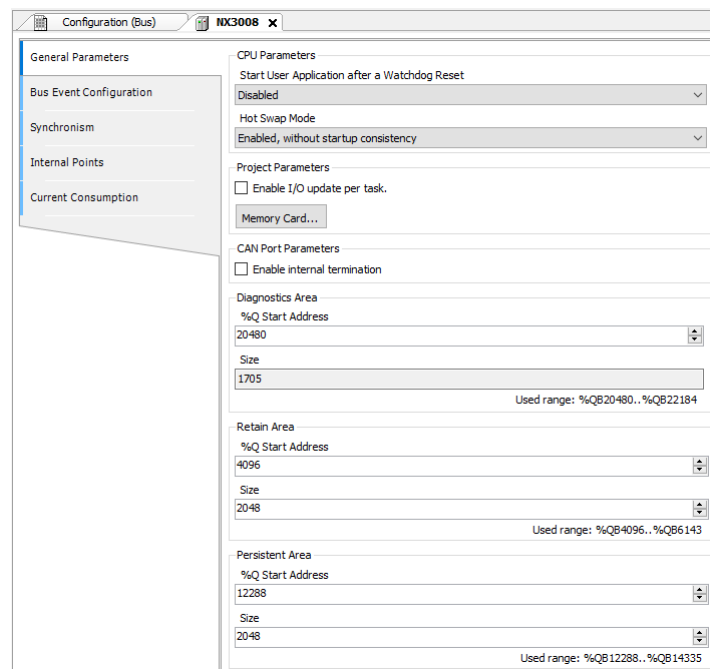 Configuration (Bus)
NX3008
General Parameters
Bus Event Configuration
Synchronism
Internal Points
Current Consumption
CPU Parameters
Start User Application after a Watchdog Reset
Disabled
Hot Swap Mode
Enabled, without startup consistency
Project Parameters
Enable I/O update per task.
Memory Card...
CAN Port Parameters
Enable internal termination
Diagnostics Area
%Q Start Address
20480
Size
1705
Used range: %QB20480..%QB22184
Retain Area
%Q Start Address
4096
Size
2048
Used range: %QB4096..%QB6143
Persistent Area
%Q Start Address
12288
Size
2048
Used range: %QB12288..%QB14335